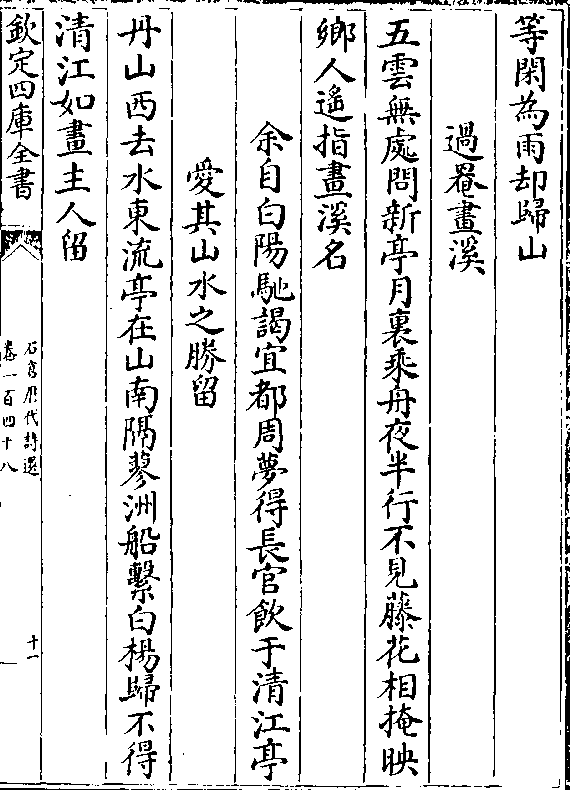 等閑為雨却歸山
過罨畫溪
五雲無處問新亭月裏乘舟夜半行不見藤花相掩映
鄉人遙指畫溪名
余自白陽馳謁宜都周夢得長官飲于清江亭
愛其山水之勝留
丹山西去水東流亭在山南隔蓼洲船繫白楊歸不得
清江如畫主人留
欽定四庫全書
石倉歷代詩選
卷一百四十八
十一